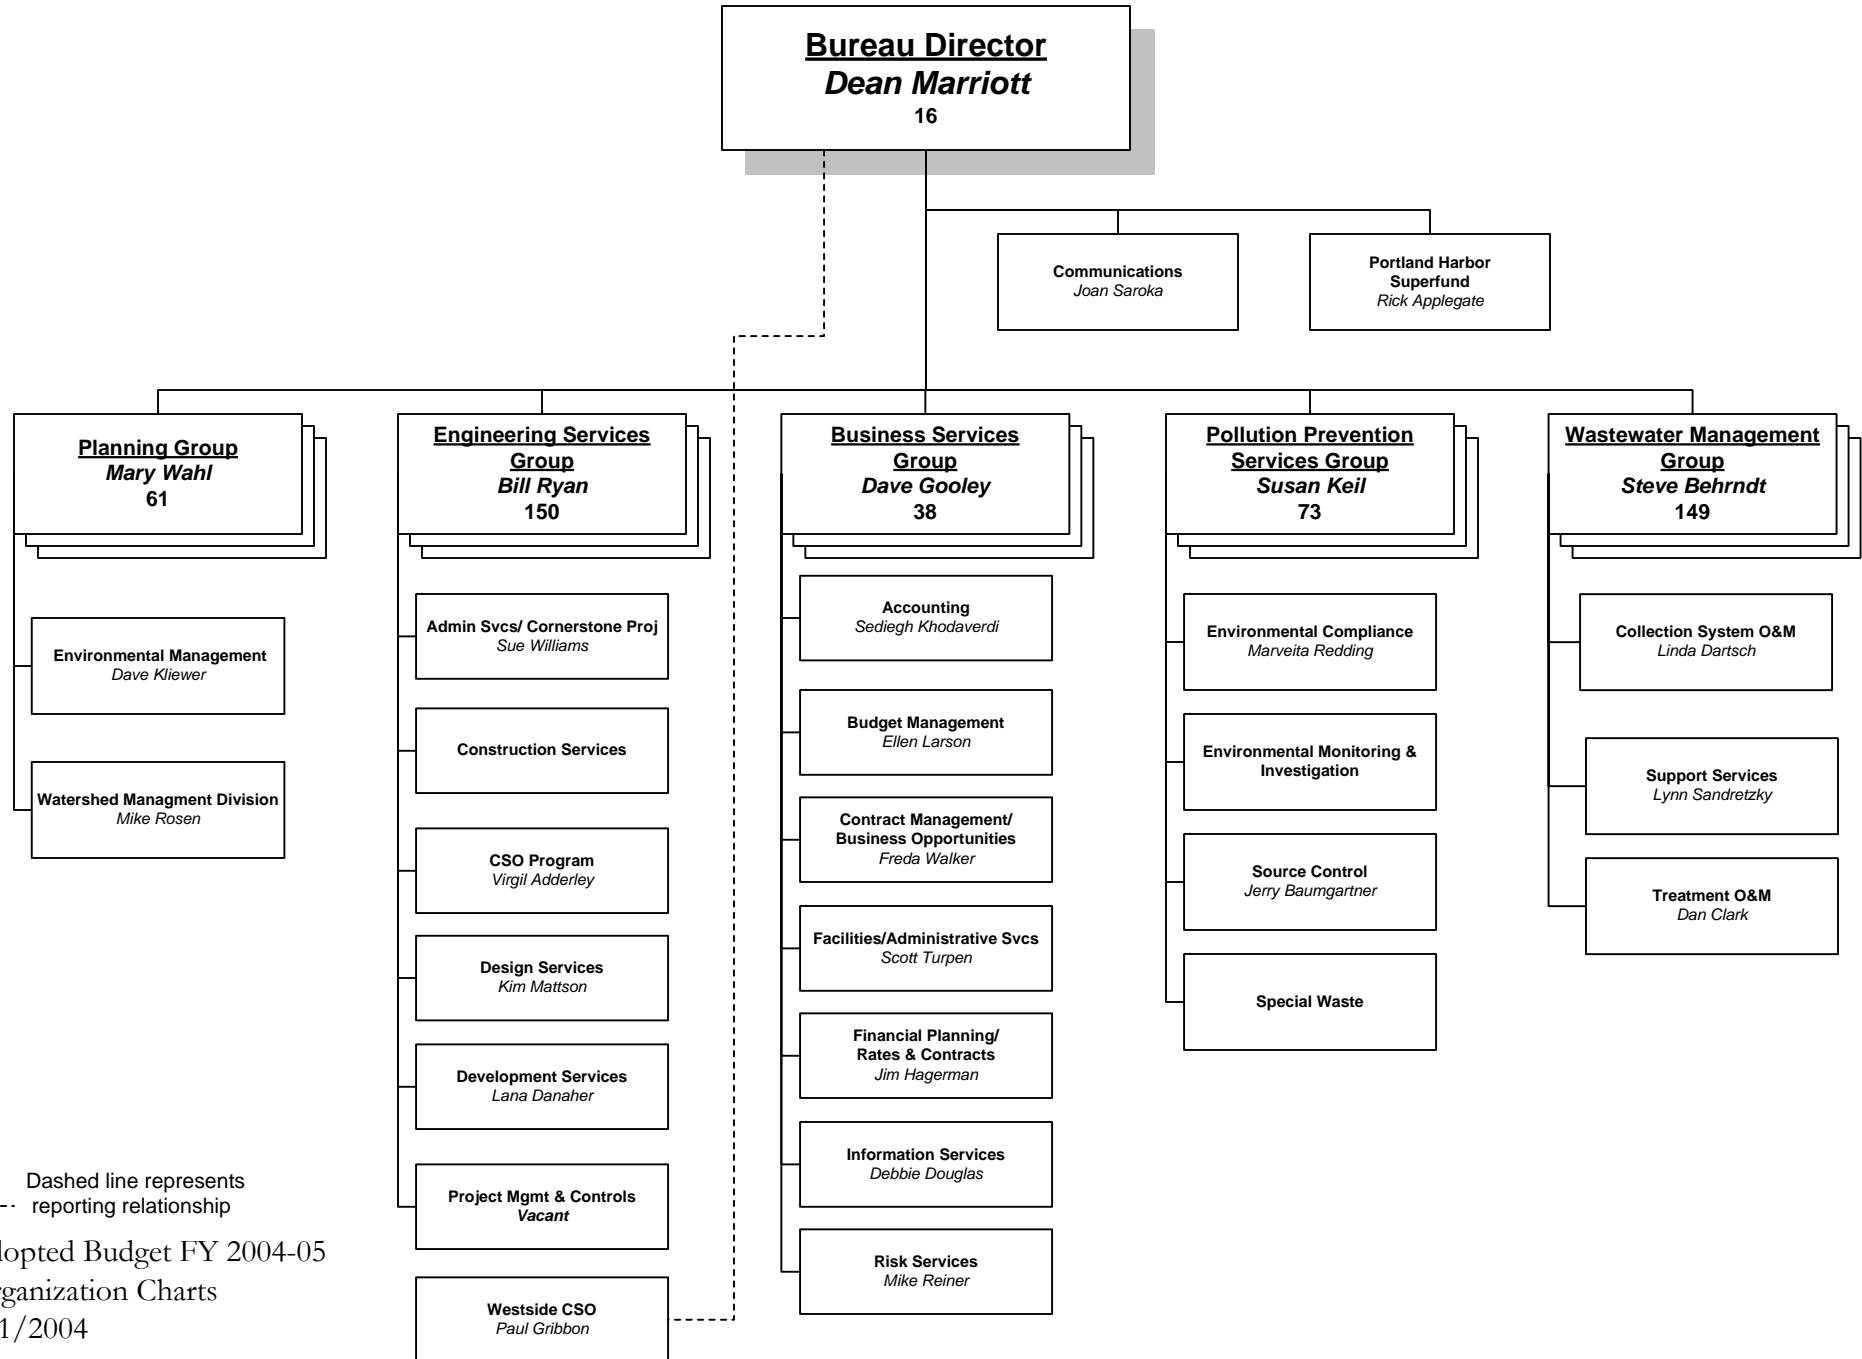 Bureau Director
Dean Marriott
16
Communications
Joan Saroka
Portland Harbor
Superfund
Rick Applegate
Planning Group
Mary Wahl
61
Engineering Services
Group
Bill Ryan
150
Business Services
Group
Dave Gooley
38
Pollution Prevention
Services Group
Susan Keil
73
Wastewater Management
Group
Steve Behrndt
149
Environmental Management
Dave Kliewer
Watershed Managment Division
Mike Rosen
Admin Svcs/ Cornerstone Proj
Sue Williams
Construction Services
CSO Program
Virgil Adderley
Design Services
Kim Mattson
Development Services
Lana Danaher
Project Mgmt & Controls
Vacant
Westside CSO
Paul Gribbon
Accounting
Sediegh Khodaverdi
Budget Management
Ellen Larson
Contract Management/
Business Opportunities
Freda Walker
Facilities/Administrative Svcs
Scott Turpen
Financial Planning/
Rates & Contracts
Jim Hagerman
Information Services
Debbie Douglas
Risk Services
Mike Reiner
Environmental Compliance
Marveita Redding
Environmental Monitoring &
Investigation
Source Control
Jerry Baumgartner
Special Waste
Collection System O&M
Linda Dartsch
Support Services
Lynn Sandretzky
Treatment O&M
Dan Clark
Dashed line represents
reporting relationship
lopted Budget FY 2004-05
ganization Charts
1/2004